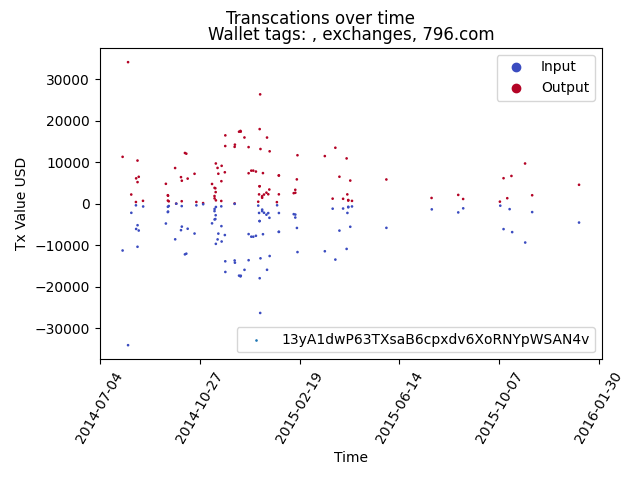 Transcations over time
Wallet tags: , exchanges, 796.com
Input
Output
30000
20000
10000
0
−10000
−20000
−30000
Tx Value USD
13yA1dwP63TXsaB6cpxdv6XoRNYpWSAN4v
2014-07-04
2014-10-27
2015-02-19
2015-06-14
2015-10-07
2016-01-30
Time